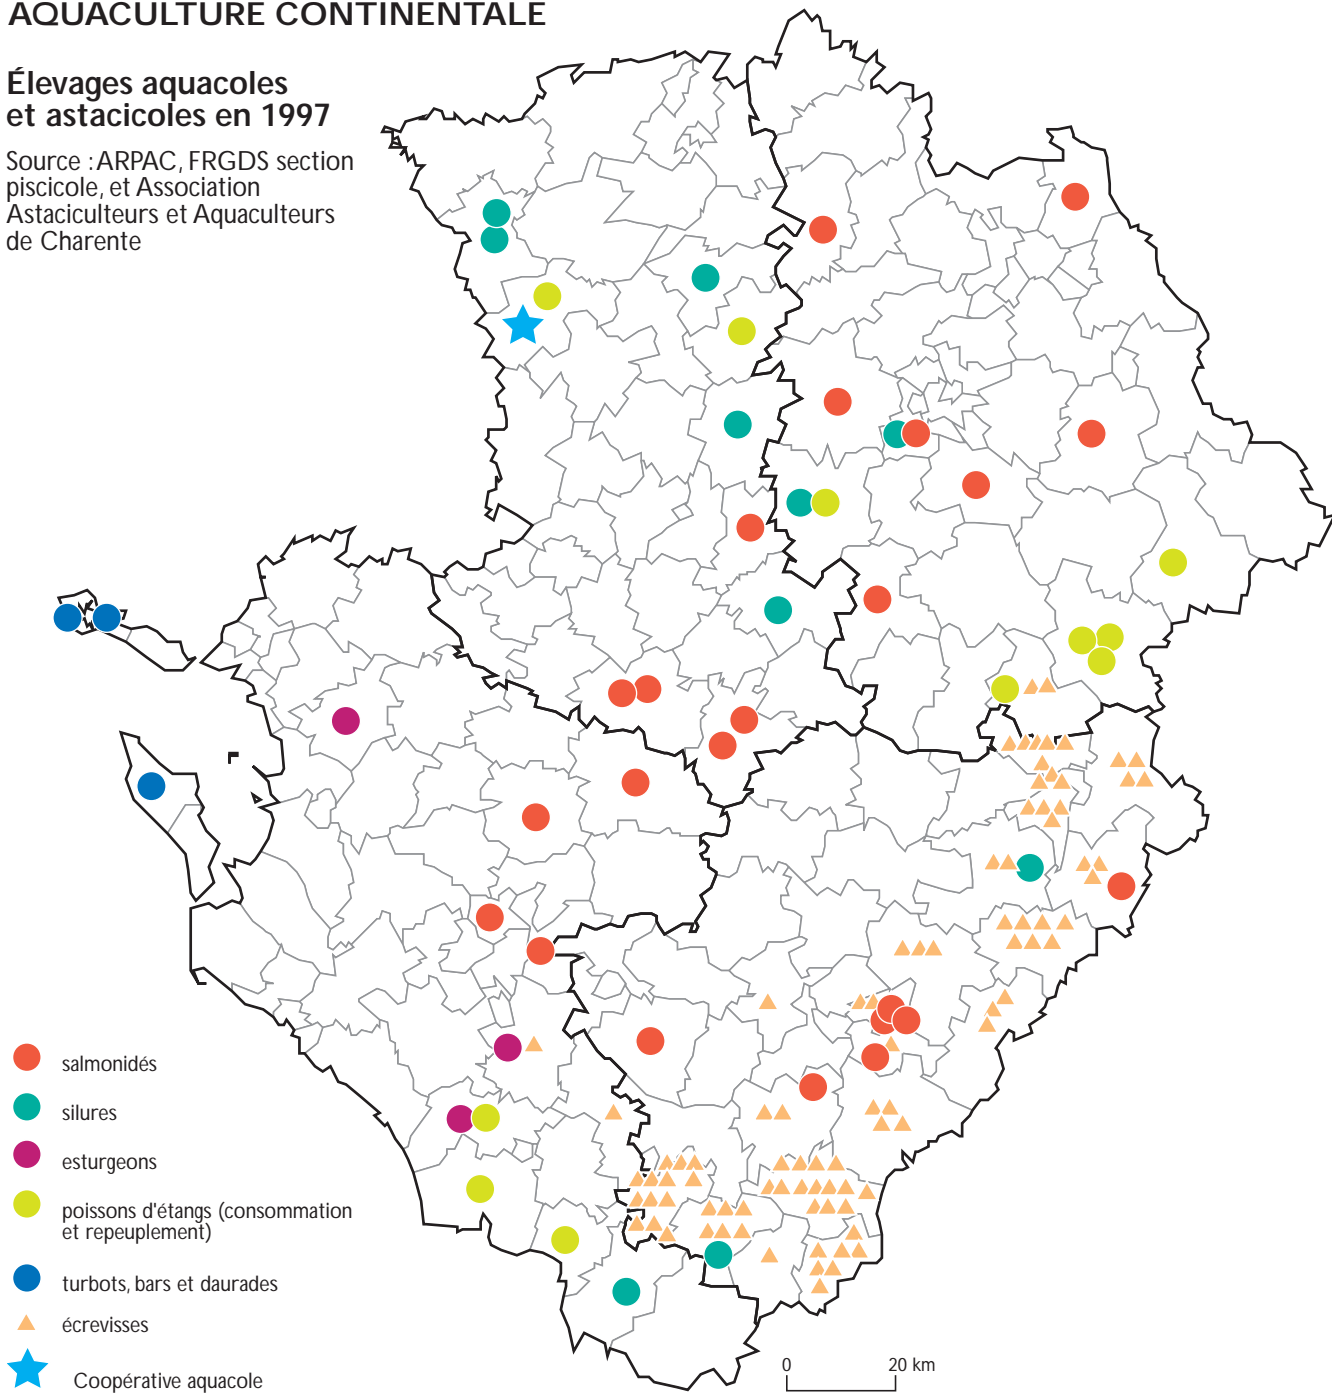 AQUACULTURE CONTINENTALE
Élevages aquacoles
et astacicoles en 1997
Source : ARPAC, FRGDS section
piscicole, et Association
Astaciculteurs et Aquaculteurs
de Charente
salmonidés
silures
esturgeons
poissons d'étangs (consommation
et repeuplement)
turbots, bars et daurades
écrevisses
Coopérative aquacole
0 20 km